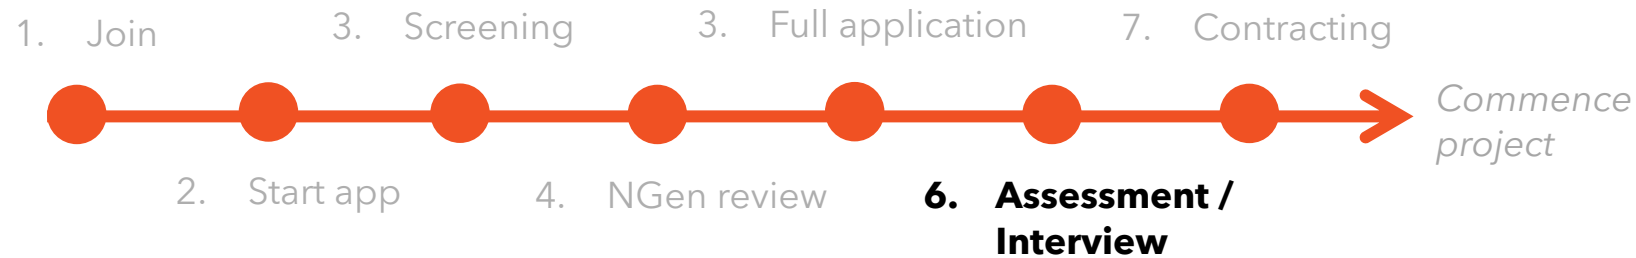 1. Join
3. Screening
3. Full application
7. Contracting
Commence
project
2. Start app
4. NGen review
6. Assessment /
Interview